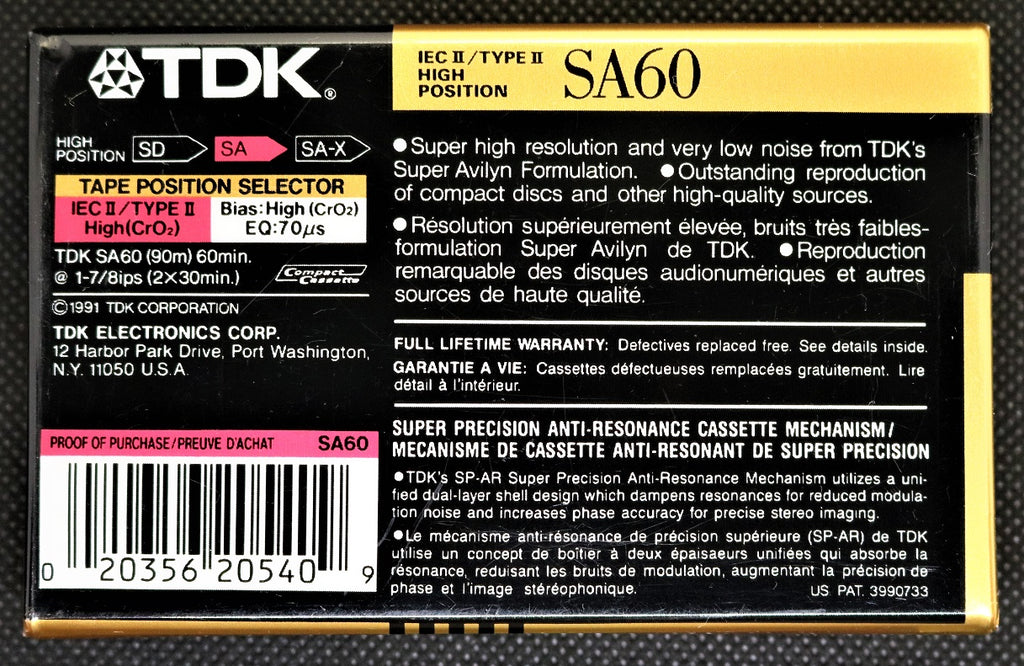 TDK®
IEC II/TYPE II
HIGH
POSITION
SA60
HIGH
POSITION
SD
SA
SA-X
TAPE POSITION SELECTOR
IEC II/TYPE II
High(CrO₂)
Bias:High (CrO₂)
EQ:70μs
TDK SA60 (90m) 60min.
@ 1-7/8ips (2×30min.)
Compact
Cassette
©1991 TDK CORPORATION
TDK ELECTRONICS CORP.
12 Harbor Park Drive, Port Washington,
N.Y. 11050 U.S.A.
PROOF OF PURCHASE/PREUVE D'ACHAT SA60
0 20356 20540 9
●Super high resolution and very low noise from TDK's
Super Avilyn Formulation. ●Outstanding reproduction
of compact discs and other high-quality sources.
●Résolution supérieurement élevée, bruits très faibles-
formulation Super Avilyn de TDK. ●Reproduction
remarquable des disques audionumériques et autres
sources de haute qualité.
FULL LIFETIME WARRANTY: Defectives replaced free. See details inside.
GARANTIE A VIE: Cassettes défectueuses remplacées gratuitement. Lire
détail à l'intérieur.
SUPER PRECISION ANTI-RESONANCE CASSETTE MECHANISM/
MECANISME DE CASSETTE ANTI-RESONANT DE SUPER PRECISION
●TDK's SP-AR Super Precision Anti-Resonance Mechanism utilizes a uni-
fied dual-layer shell design which dampens resonances for reduced modula-
tion noise and increases phase accuracy for precise stereo imaging.
●Le mécanisme anti-résonance de précision supérieure (SP-AR) de TDK
utilise un concept de boîtier à deux épaisaeurs unifiées qui absorbe la
résonance, reduisant les bruits de modulation, augmentant la précision de
phase et l'image stéréophonique.
US PAT. 3990733